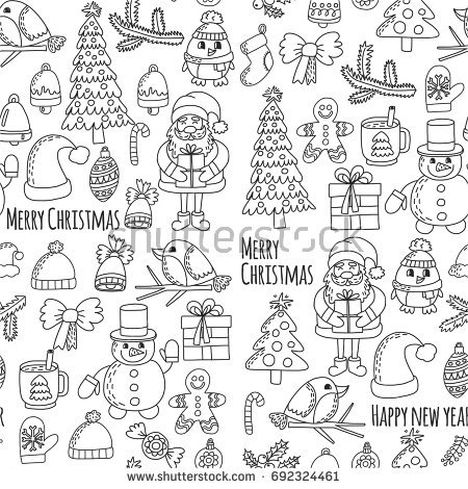 MERRY CHRISTMAS
shutterstock
MERRY
CHRISTMAS
HAPPY NEW YEAR
www.shutterstock.com · 692324461